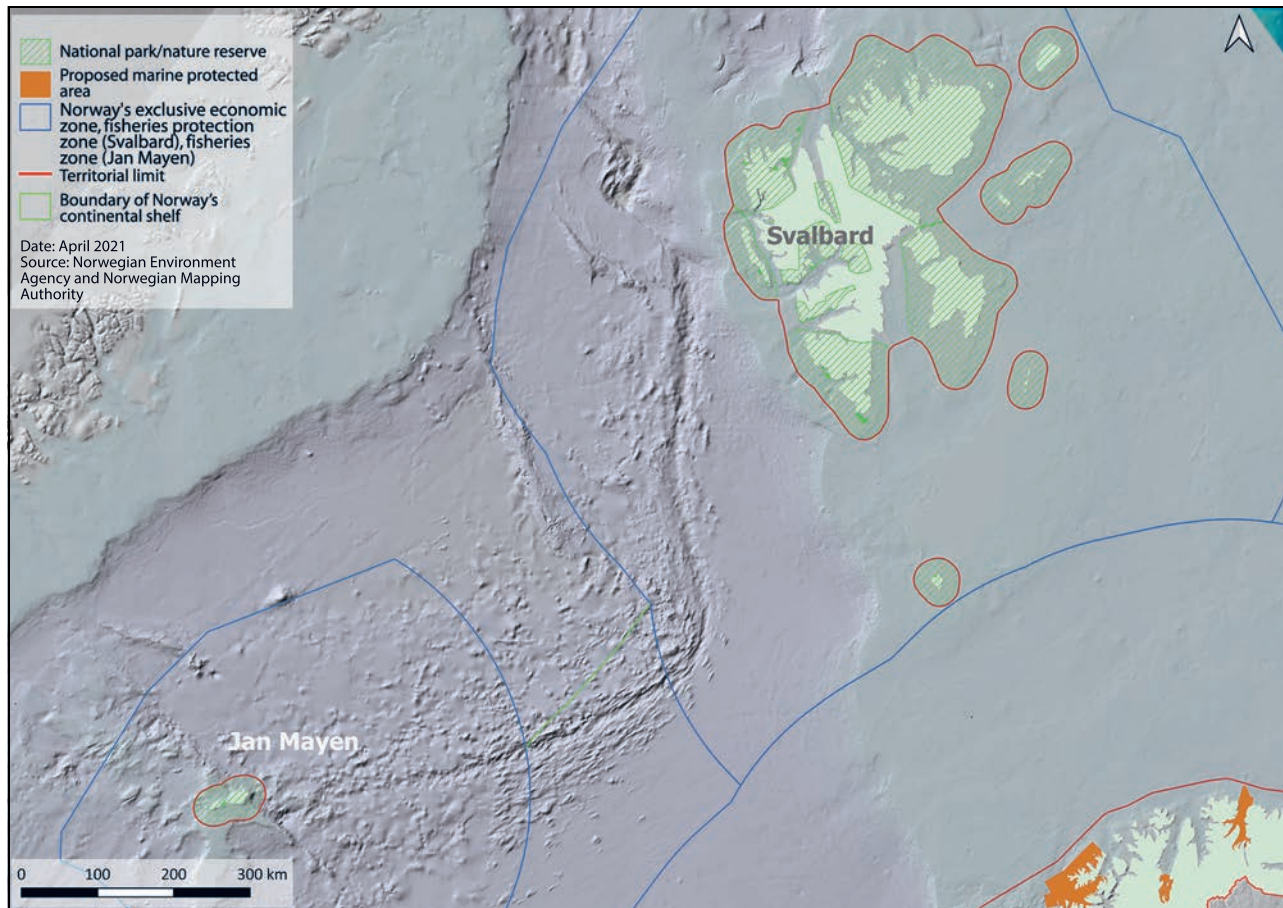 National park/nature reserve
Proposed marine protected
area
Norway's exclusive economic
zone, fisheries protection
zone (Svalbard), fisheries
zone (Jan Mayen)
Territorial limit
Boundary of Norway's
continental shelf
Date: April 2021
Source: Norwegian Environment
Agency and Norwegian Mapping
Authority
Svalbard
Jan Mayen
0 100 200 300 km